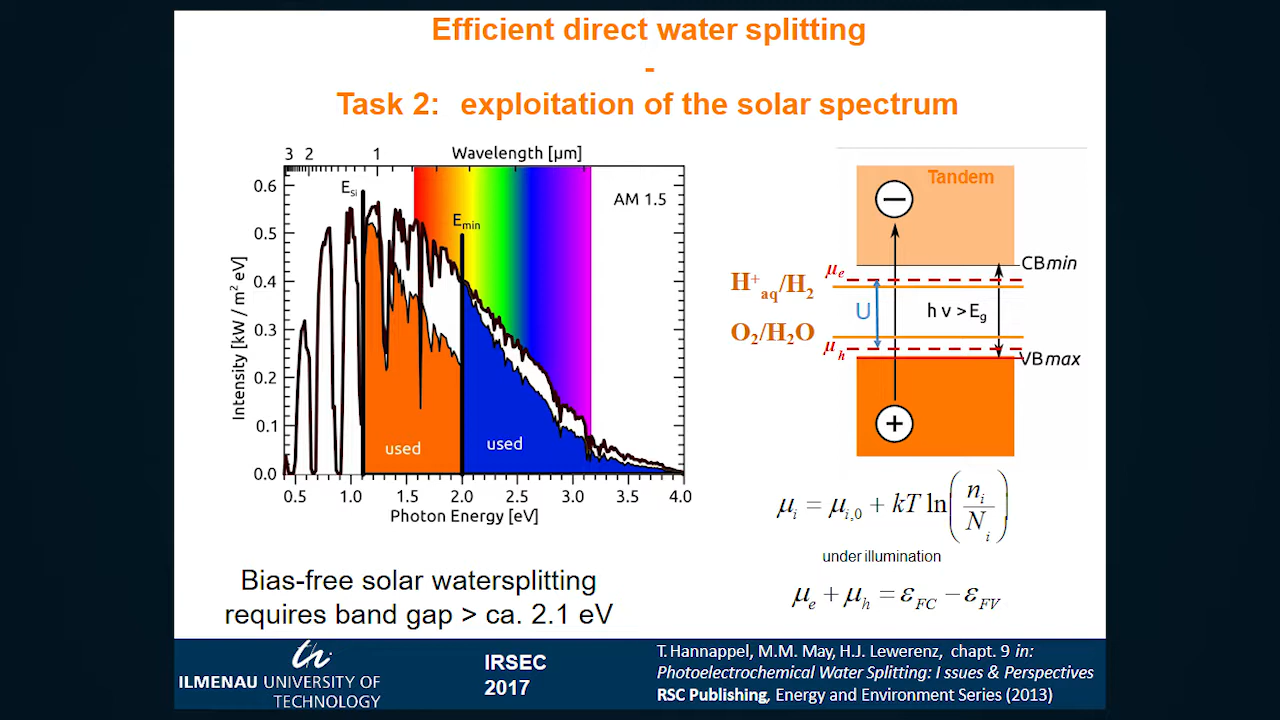 Efficient direct water splitting
-
Task 2: exploitation of the solar spectrum
3 2 1 Wavelength [µm]
0.6
0.5
0.4
0.3
0.2
0.1
0.0
Intensity [kW / m² eV]
E_Si
E_min
AM 1.5
used
used
0.5 1.0 1.5 2.0 2.5 3.0 3.5 4.0
Photon Energy [eV]
Tandem
−
CBmin
μ_e
H⁺_aq/H₂
U
h ν > E_g
O₂/H₂O
μ_h
VBmax
+
μ_i = μ_i,0 + kT ln(n_i / N_i)
under illumination
μ_e + μ_h = ε_FC − ε_FV
Bias-free solar watersplitting
requires band gap > ca. 2.1 eV
th
ILMENAU UNIVERSITY OF
TECHNOLOGY
IRSEC
2017
T. Hannappel, M.M. May, H.J. Lewerenz, chapt. 9 in:
Photoelectrochemical Water Splitting: I ssues & Perspectives
RSC Publishing, Energy and Environment Series (2013)